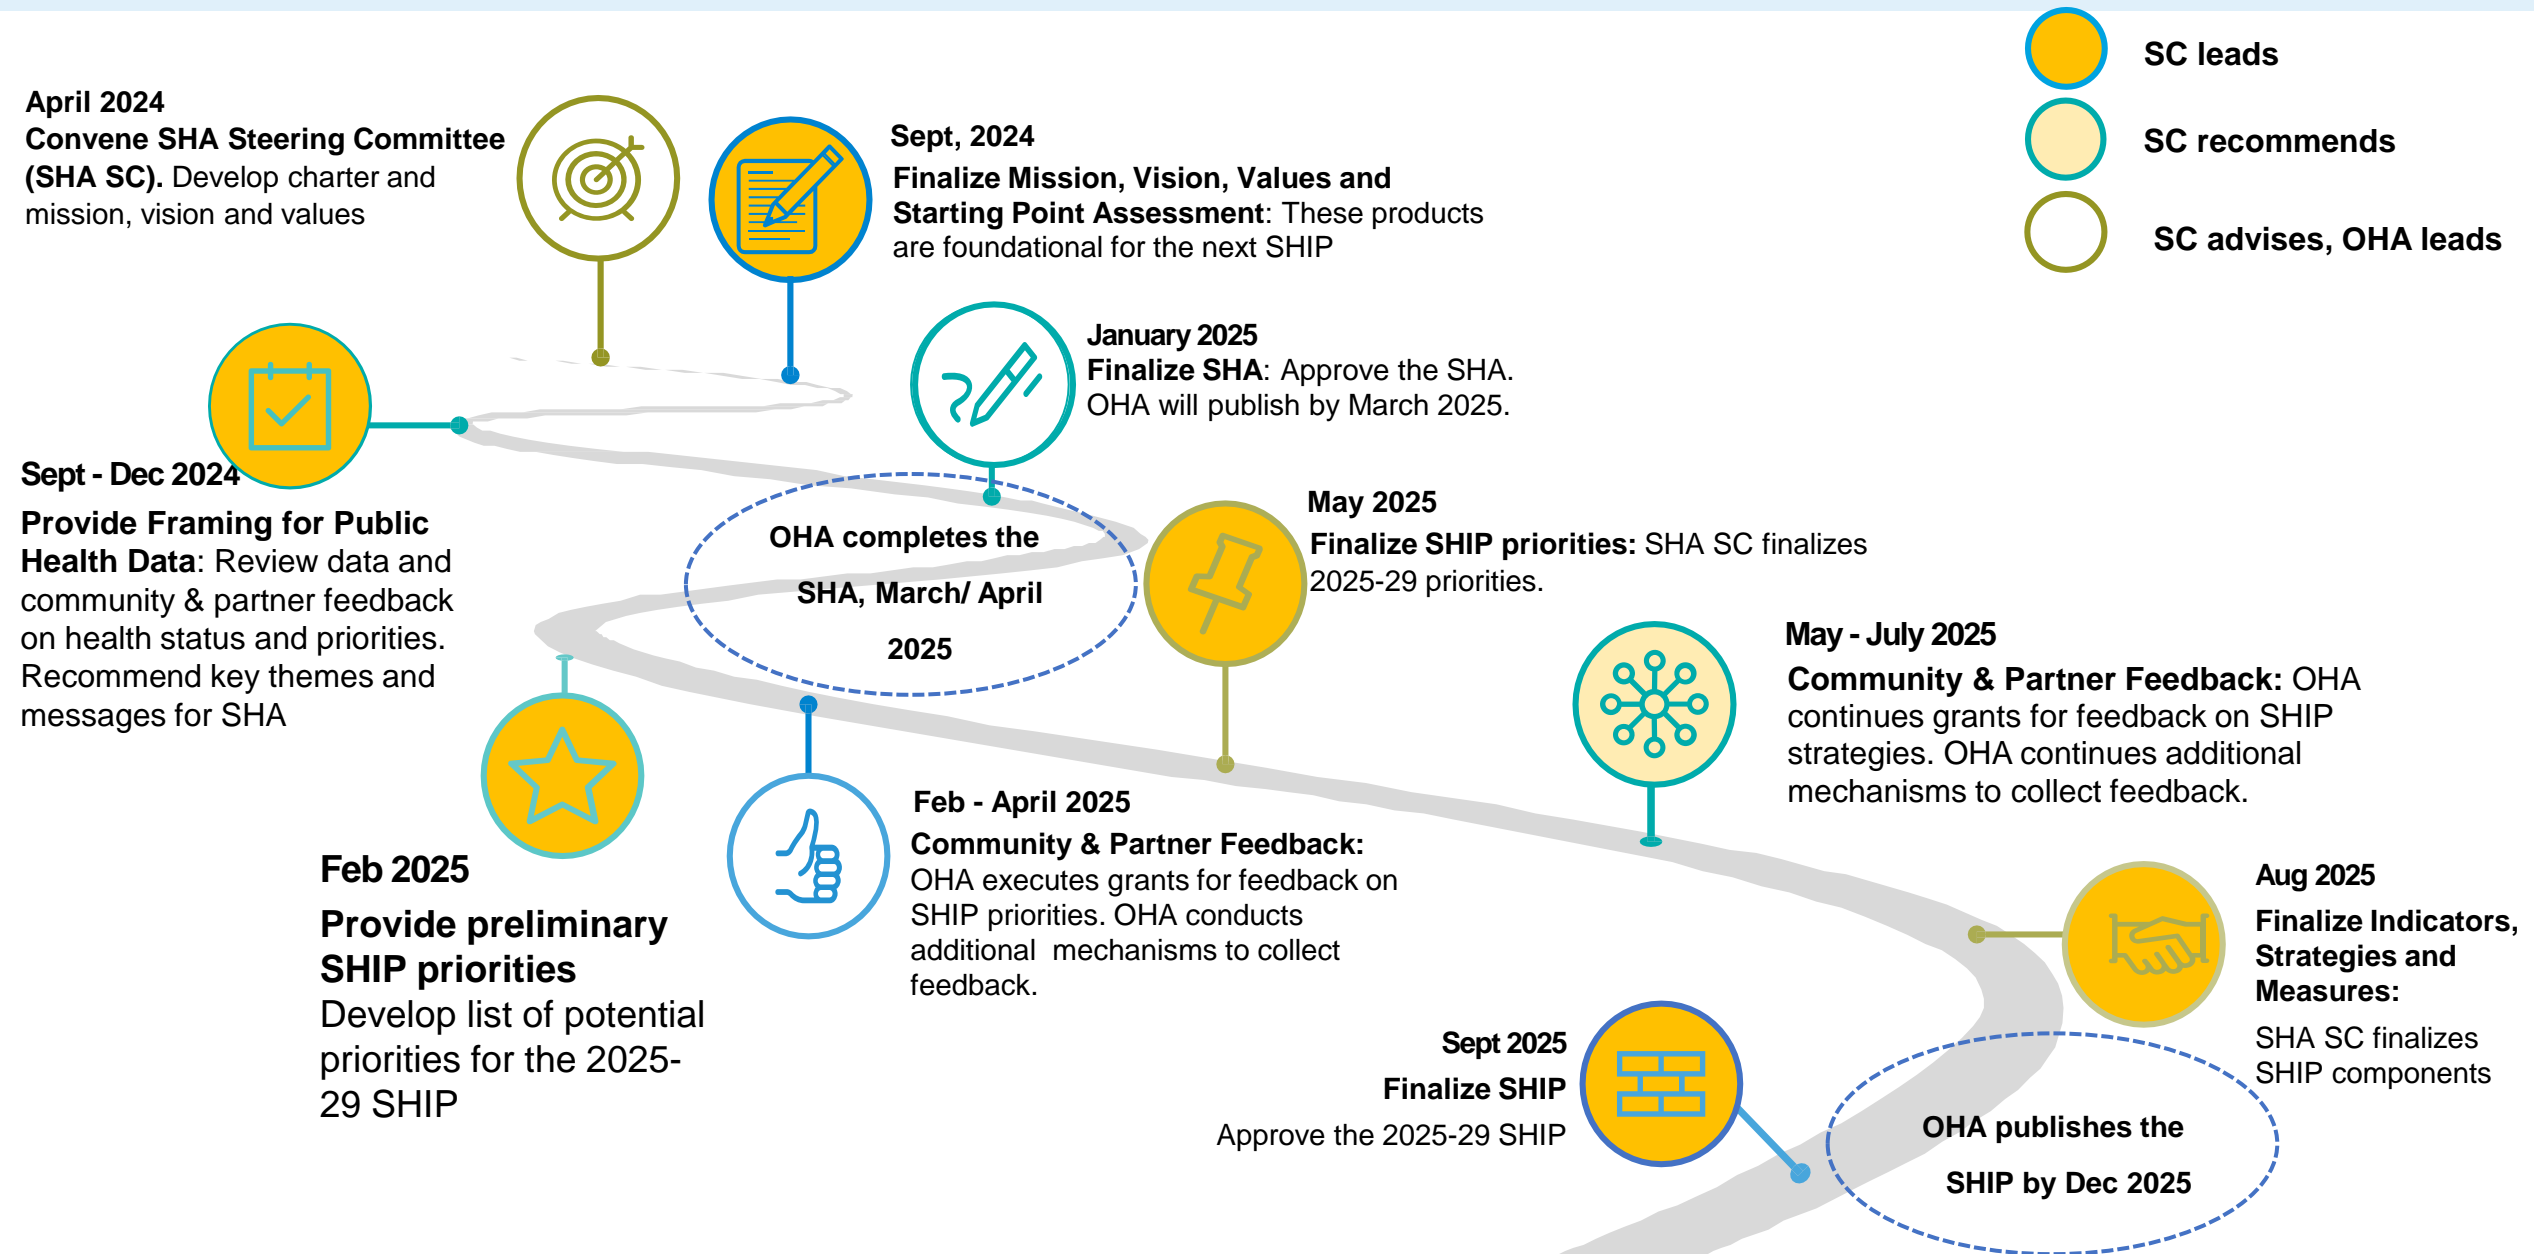 SC leads
SC recommends
SC advises, OHA leads
April 2024
Convene SHA Steering Committee
(SHA SC). Develop charter and
mission, vision and values
Sept, 2024
Finalize Mission, Vision, Values and
Starting Point Assessment: These products
are foundational for the next SHIP
Sept - Dec 2024
Provide Framing for Public
Health Data: Review data and
community & partner feedback
on health status and priorities.
Recommend key themes and
messages for SHA
January 2025
Finalize SHA: Approve the SHA.
OHA will publish by March 2025.
OHA completes the
SHA, March/ April
2025
Feb 2025
Provide preliminary
SHIP priorities
Develop list of potential
priorities for the 2025-
29 SHIP
Feb - April 2025
Community & Partner Feedback:
OHA executes grants for feedback on
SHIP priorities. OHA conducts
additional  mechanisms to collect
feedback.
May 2025
Finalize SHIP priorities: SHA SC finalizes
2025-29 priorities.
May - July 2025
Community & Partner Feedback: OHA
continues grants for feedback on SHIP
strategies. OHA continues additional
mechanisms to collect feedback.
Aug 2025
Finalize Indicators,
Strategies and
Measures:
SHA SC finalizes
SHIP components
Sept 2025
Finalize SHIP
Approve the 2025-29 SHIP
OHA publishes the
SHIP by Dec 2025